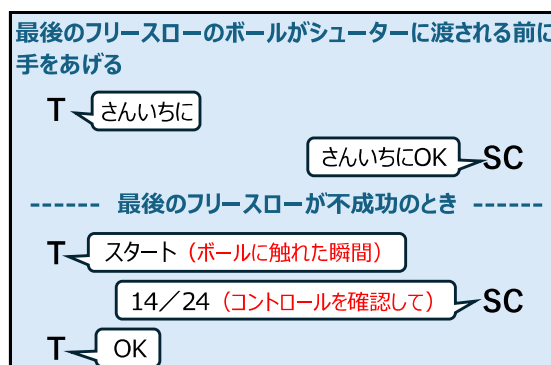 最後のフリースローのボールがシューターに渡される前に
手をあげる
T さんいちに
さんいちにOK SC
------ 最後のフリースローが不成功のとき ------
T スタート（ボールに触れた瞬間）
14／24（コントロールを確認して） SC
T OK